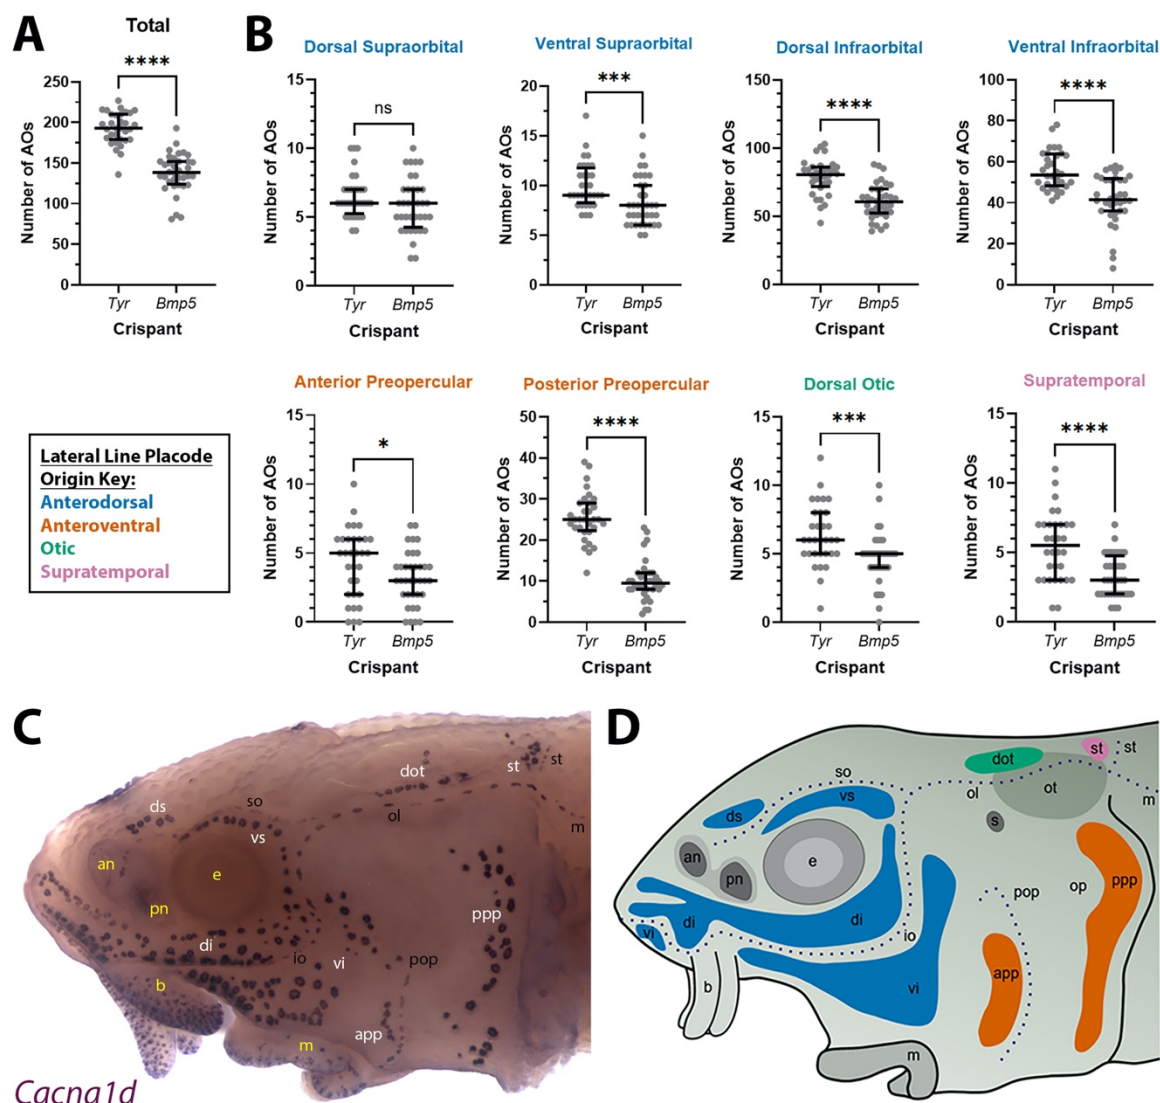 A
Total
****
Number of AOs
250
200
150
100
50
0
Tyr Bmp5
Crispant
B
Dorsal Supraorbital
ns
Number of AOs
15
10
5
0
Tyr Bmp5
Crispant
Ventral Supraorbital
***
Number of AOs
20
15
10
5
0
Tyr Bmp5
Crispant
Dorsal Infraorbital
****
Number of AOs
150
100
50
0
Tyr Bmp5
Crispant
Ventral Infraorbital
****
Number of AOs
100
80
60
40
20
0
Tyr Bmp5
Crispant
Lateral Line Placode
Origin Key:
Anterodorsal
Anteroventral
Otic
Supratemporal
Anterior Preopercular
*
Number of AOs
15
10
5
0
Tyr Bmp5
Crispant
Posterior Preopercular
****
Number of AOs
50
40
30
20
10
0
Tyr Bmp5
Crispant
Dorsal Otic
***
Number of AOs
15
10
5
0
Tyr Bmp5
Crispant
Supratemporal
****
Number of AOs
15
10
5
0
Tyr Bmp5
Crispant
C
st
st
dot
ds
so
ol
vs
m
an
e
pn
ppp
di
io
vi
pop
b
app
m
Cacna1d
D
st
st
dot
so
ot
ol
vs
m
ds
s
an
e
pn
pop
op
ppp
di
di
vi
io
app
b
vi
m